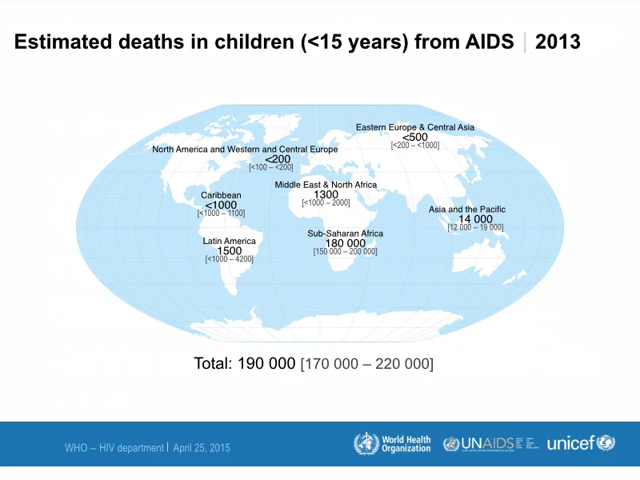 Estimated deaths in children (<15 years) from AIDS | 2013
Eastern Europe & Central Asia
<500
[<200 – <1000]
North America and Western and Central Europe
<200
[<100 – <200]
Middle East & North Africa
1300
[<1000 – 2000]
Caribbean
<1000
[<1000 – 1100]
Asia and the Pacific
14 000
[12 000 – 19 000]
Sub-Saharan Africa
180 000
[150 000 – 200 000]
Latin America
1500
[<1000 – 4200]
Total: 190 000 [170 000 – 220 000]
WHO – HIV department | April 25, 2015
World Health
Organization
UNAIDS
unicef